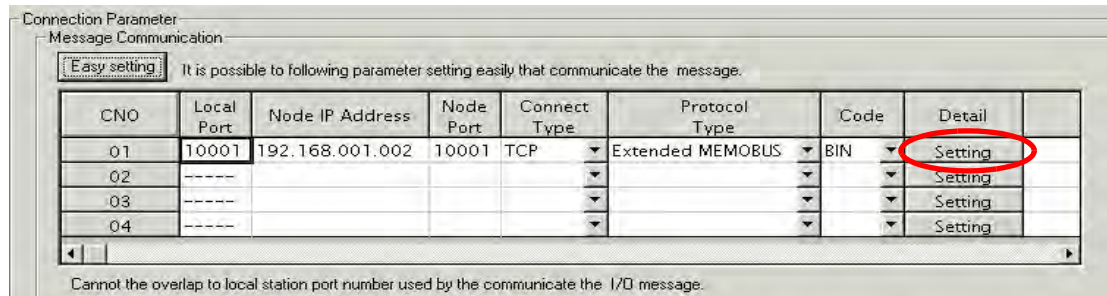 Connection Parameter
Message Communication
Easy setting It is possible to following parameter setting easily that communicate the message.
CNO Local Port Node IP Address Node Port Connect Type Protocol Type Code Detail
01 10001 192.168.001.002 10001 TCP Extended MEMOBUS BIN Setting
02 ----- Setting
03 ----- Setting
04 ----- Setting
Cannot the overlap to local station port number used by the communicate the I/O message.